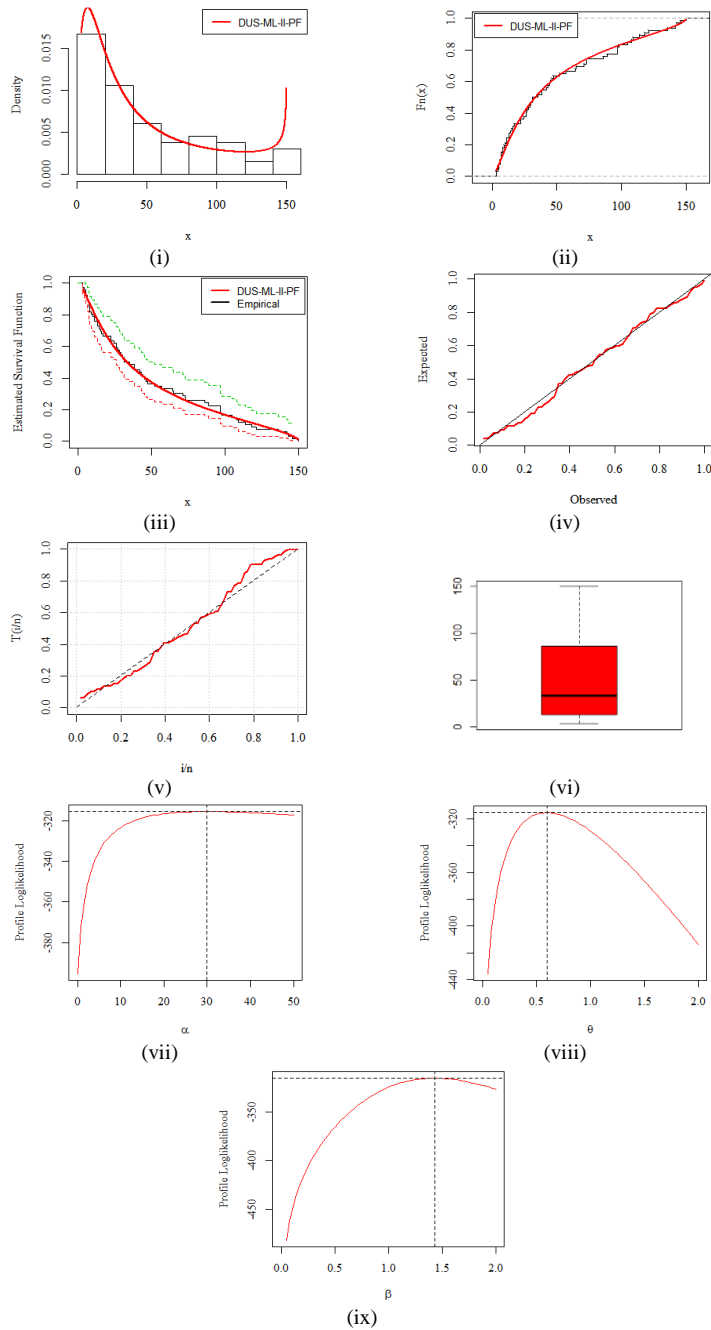 DUS-ML-II-PF
Density
0.000 0.005 0.010 0.015
0 50 100 150
x
(i)
DUS-ML-II-PF
Fn(x)
0.0 0.2 0.4 0.6 0.8 1.0
0 50 100 150
x
(ii)
DUS-ML-II-PF
Empirical
Estimated Survival Function
0.0 0.2 0.4 0.6 0.8 1.0
0 50 100 150
x
(iii)
Expected
0.0 0.2 0.4 0.6 0.8 1.0
0.0 0.2 0.4 0.6 0.8 1.0
Observed
(iv)
T(i/n)
0.0 0.2 0.4 0.6 0.8 1.0
0.0 0.2 0.4 0.6 0.8 1.0
i/n
(v)
0 50 100 150
(vi)
Profile Loglikelihood
-380 -360 -340 -320
0 10 20 30 40 50
α
(vii)
Profile Loglikelihood
-440 -400 -360 -320
0.0 0.5 1.0 1.5 2.0
θ
(viii)
Profile Loglikelihood
-450 -400 -350
0.0 0.5 1.0 1.5 2.0
β
(ix)